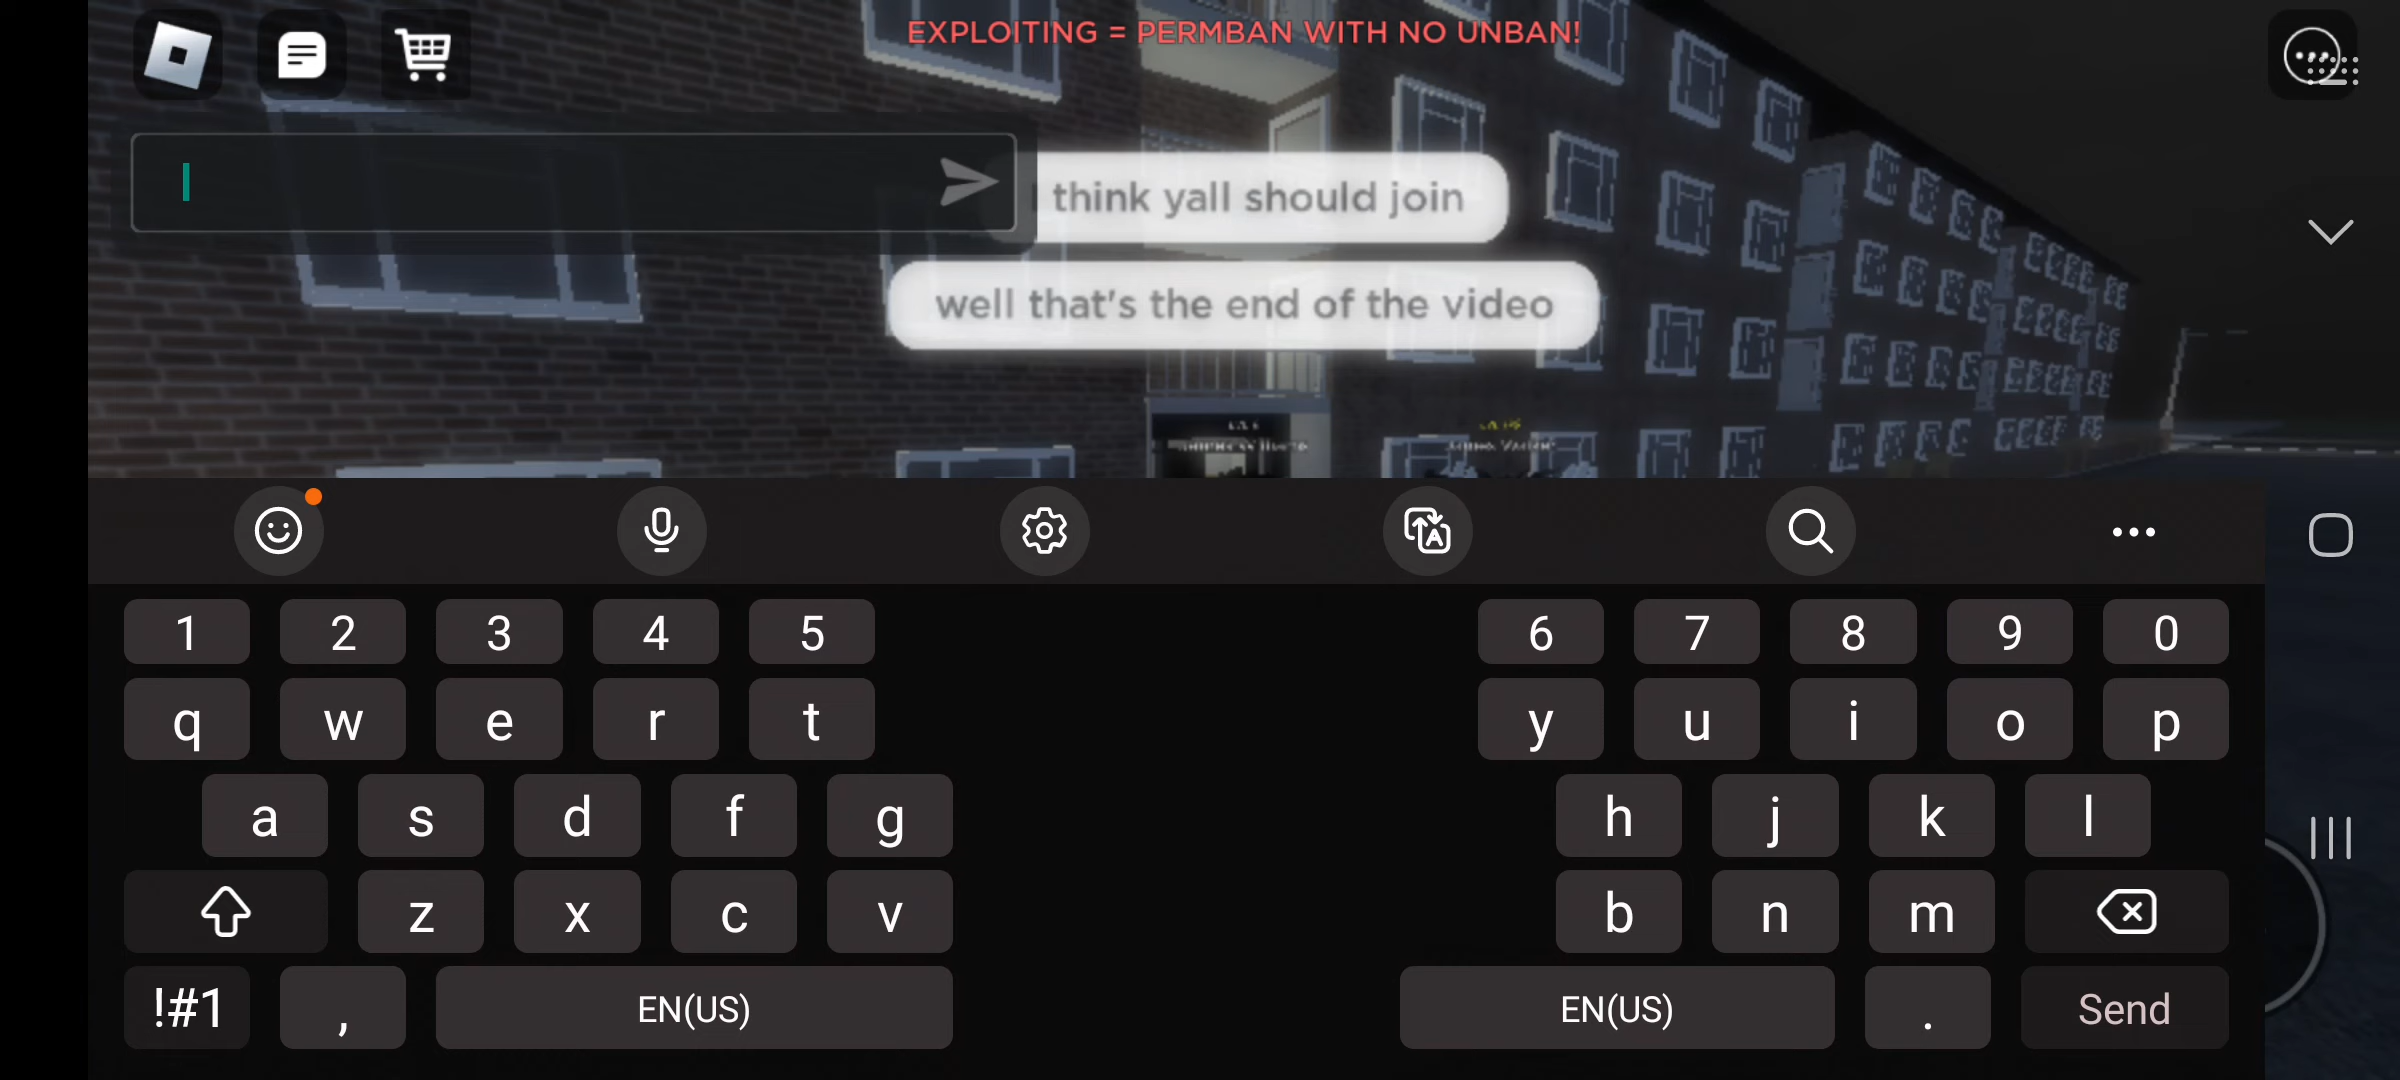 EXPLOITING = PERMBAN WITH NO UNBAN!
think yall should join
well that's the end of the video
1 2 3 4 5 6 7 8 9 0
q w e r t y u i o p
a s d f g h j k l
z x c v b n m
!#1 , EN(US) EN(US) . Send